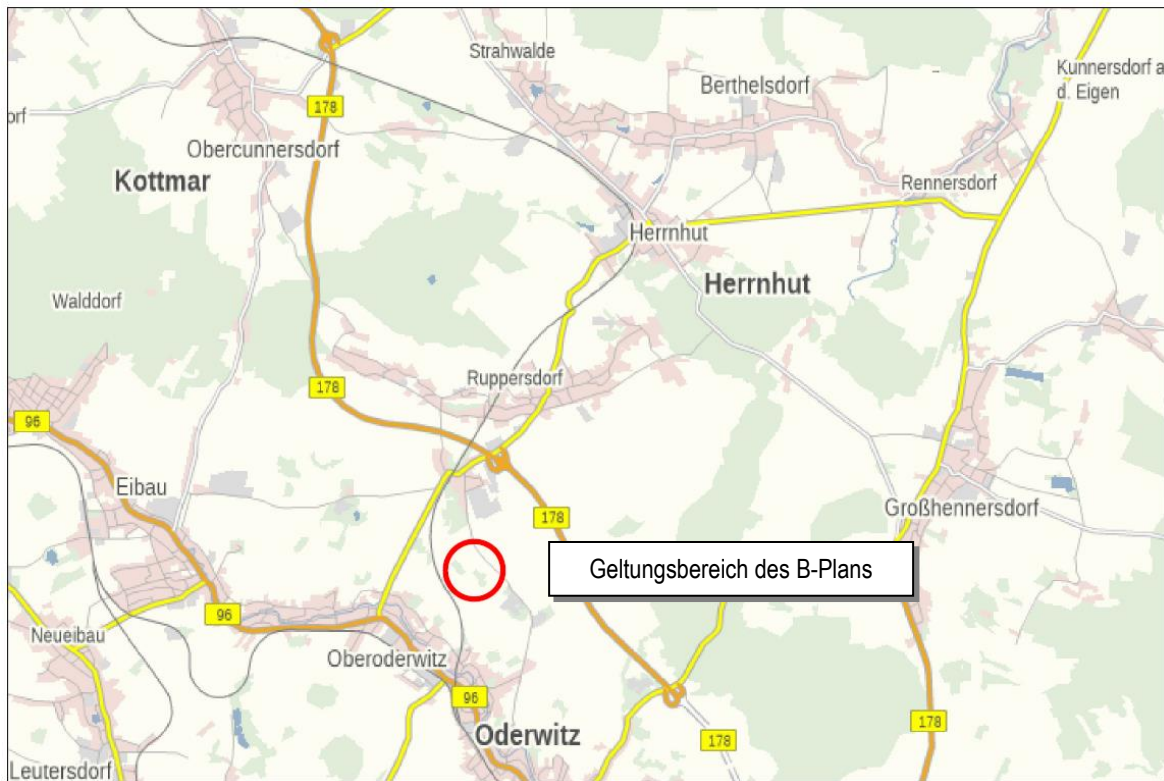 Strahwalde
Kunnersdorf a
d. Eigen
Berthelsdorf
178
orf
Obercunnersdorf
Kottmar
Rennersdorf
Herrnhut
Herrnhut
Walddorf
Ruppersdorf
178
96
Eibau
Großhennersdorf
178
Geltungsbereich des B-Plans
96
Neueibau
Oberoderwitz
96
Oderwitz
178
178
Leutersdorf